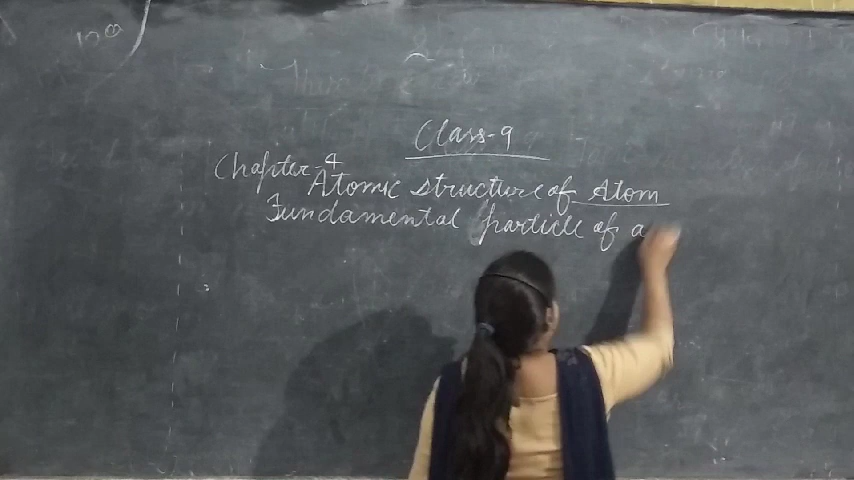 Class-9
Chapter-4
Atomic structure of Atom
Fundamental particle of a